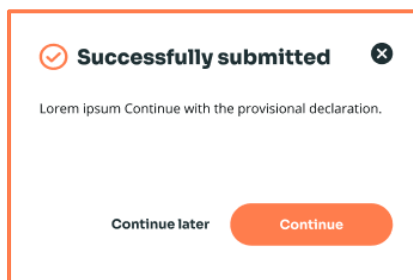 Successfully submitted
Lorem ipsum Continue with the provisional declaration.
Continue later
Continue